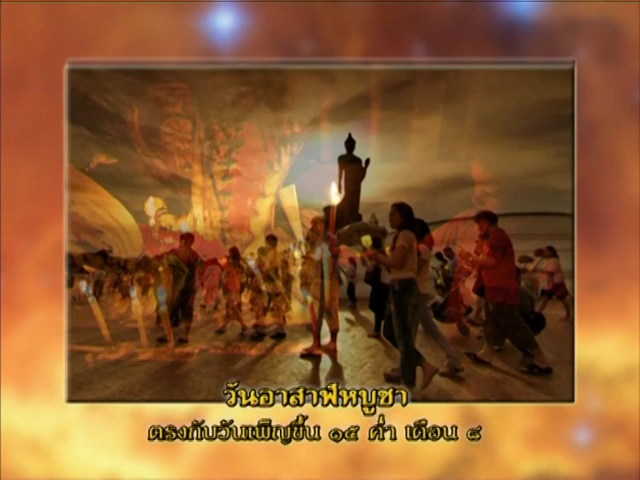 วันอาสาฬหบูชา
ตรงกับวันเพ็ญขึ้น ๑๕ ค่ำ เดือน ๘